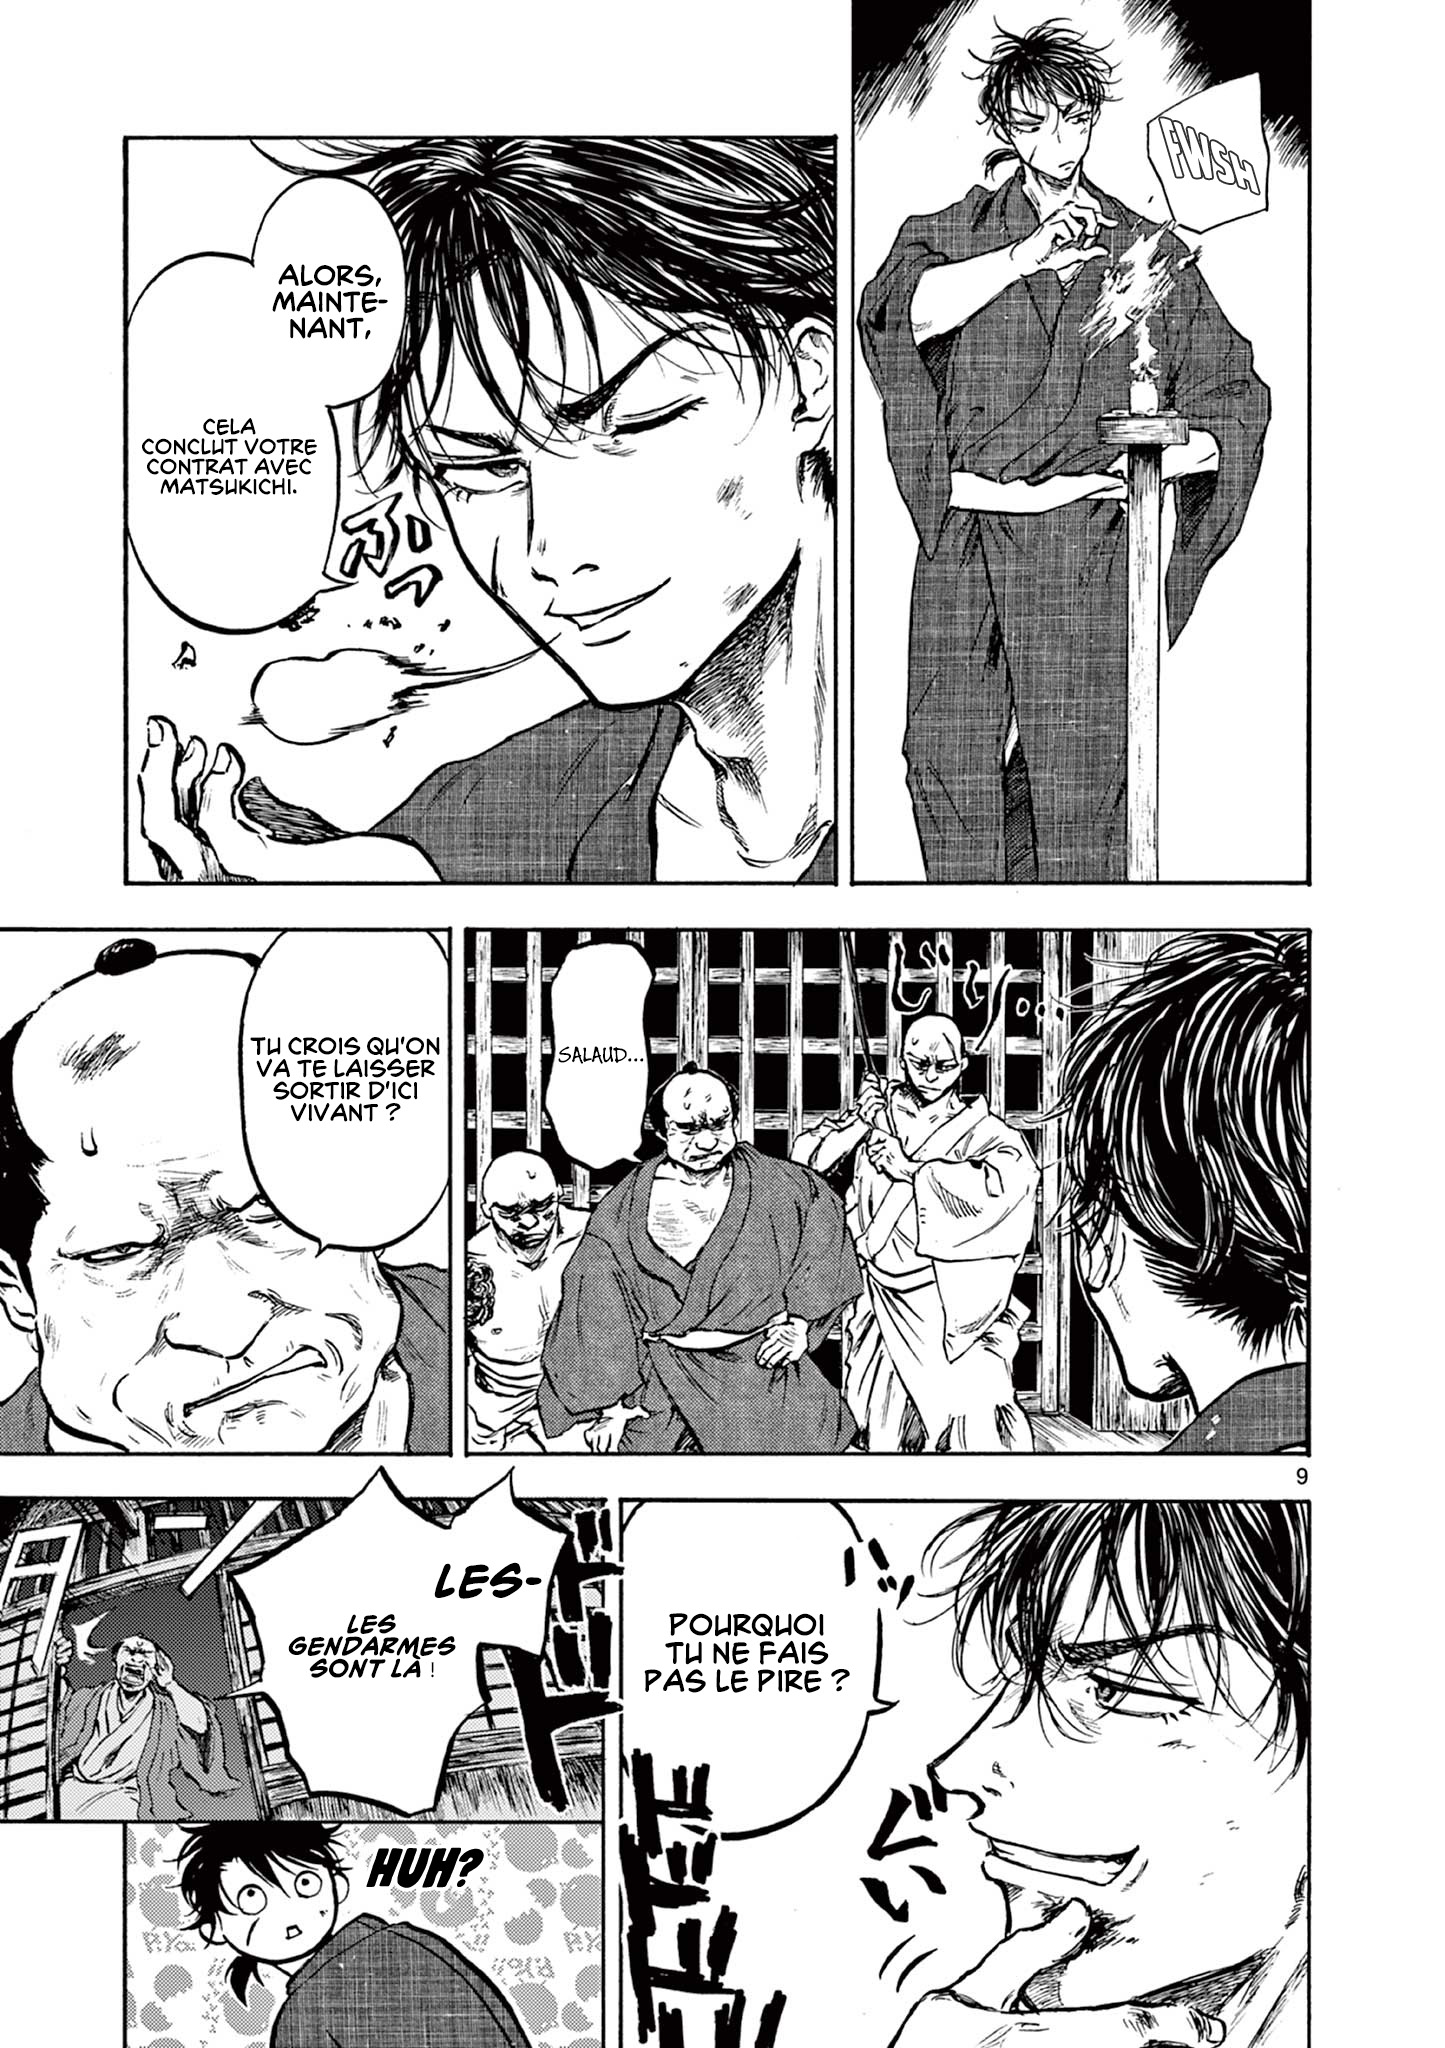 FWSH
ALORS,
MAINTE-
NANT,
CELA
CONCLUT VOTRE
CONTRAT AVEC
MATSUKICHI.
ふっ
じり…
SALAUD...
TU CROIS QU'ON
VA TE LAISSER
SORTIR D'ICI
VIVANT ?
9
POURQUOI
TU NE FAIS
PAS LE PIRE ?
ぐい
LES-
LES
GENDARMES
SONT LÀ !
HUH?